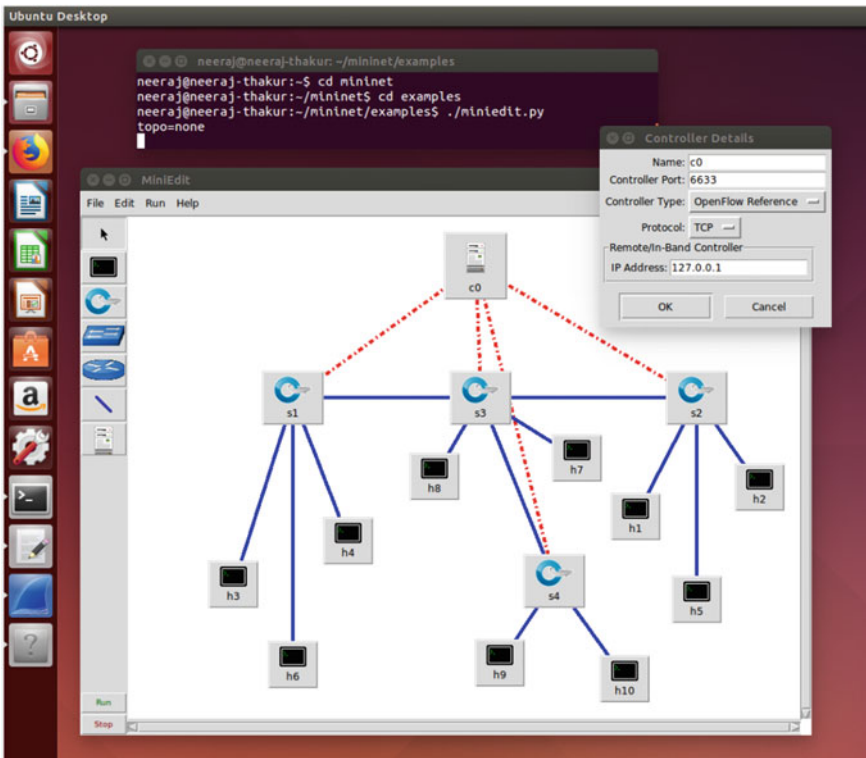 Ubuntu Desktop
neeraj@neeraj-thakur: ~/mininet/examples
neeraj@neeraj-thakur:~$ cd mininet
neeraj@neeraj-thakur:~/mininet$ cd examples
neeraj@neeraj-thakur:~/mininet/examples$ ./miniedit.py
topo=none
Controller Details
Name: c0
Controller Port: 6633
Controller Type: OpenFlow Reference
Protocol: TCP
Remote/In-Band Controller
IP Address: 127.0.0.1
OK Cancel
MiniEdit
File Edit Run Help
c0
s1 s3 s2
h7
h8
h2
h1
h4
h3
s4
h5
h6
h9
h10
Run
Stop